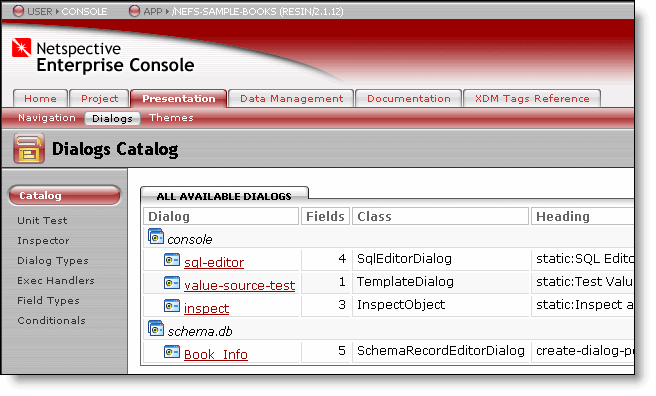 USER > CONSOLE APP > /NEFS-SAMPLE-BOOKS (RESIN/2.1.12)
Netspective
Enterprise Console
Home Project Presentation Data Management Documentation XDM Tags Reference
Navigation Dialogs Themes
Dialogs Catalog
Catalog
Unit Test
Inspector
Dialog Types
Exec Handlers
Field Types
Conditionals
ALL AVAILABLE DIALOGS
Dialog Fields Class Heading
console
sql-editor 4 SqlEditorDialog static:SQL Edito
value-source-test 1 TemplateDialog static:Test Valu
inspect 3 InspectObject static:Inspect a
schema.db
Book_Info 5 SchemaRecordEditorDialog create-dialog-p